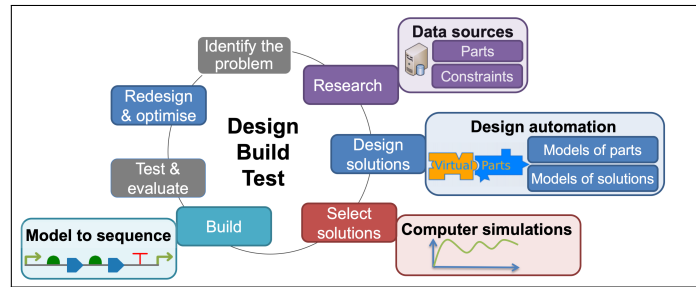 Identify the
problem
Research
Data sources
Parts
Constraints
Design
solutions
Design automation
Virtual Parts
Models of parts
Models of solutions
Select
solutions
Computer simulations
Build
Model to sequence
Test &
evaluate
Redesign
& optimise
Design
Build
Test